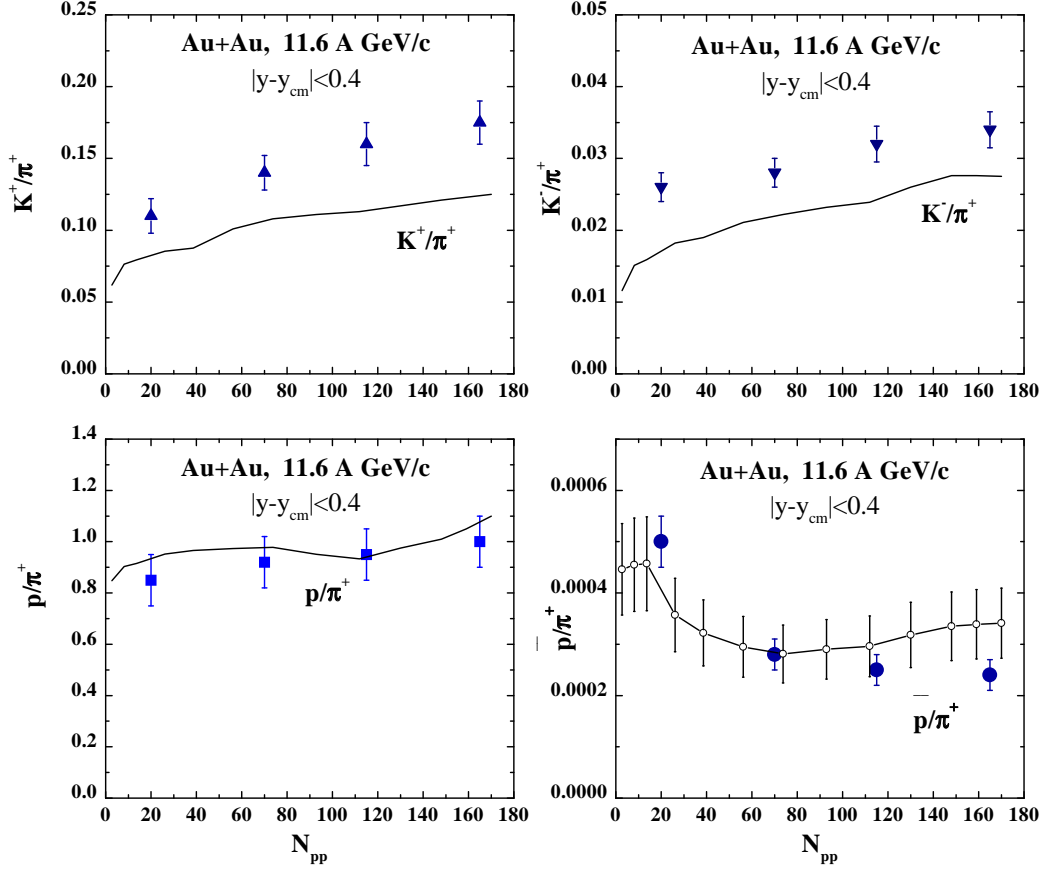 0.25
0.20
0.15
0.10
0.05
0.00
K⁺/π⁺
Au+Au, 11.6 A GeV/c
|y-y_cm|<0.4
K⁺/π⁺
0 20 40 60 80 100 120 140 160 180
0.05
0.04
0.03
0.02
0.01
0.00
K⁻/π⁺
Au+Au, 11.6 A GeV/c
|y-y_cm|<0.4
K⁻/π⁺
0 20 40 60 80 100 120 140 160 180
1.4
1.2
1.0
0.8
0.6
0.4
0.2
0.0
p/π⁺
Au+Au, 11.6 A GeV/c
|y-y_cm|<0.4
p/π⁺
0 20 40 60 80 100 120 140 160 180
N_pp
0.0006
0.0004
0.0002
0.0000
p̅/π⁺
Au+Au, 11.6 A GeV/c
|y-y_cm|<0.4
p̅/π⁺
0 20 40 60 80 100 120 140 160 180
N_pp